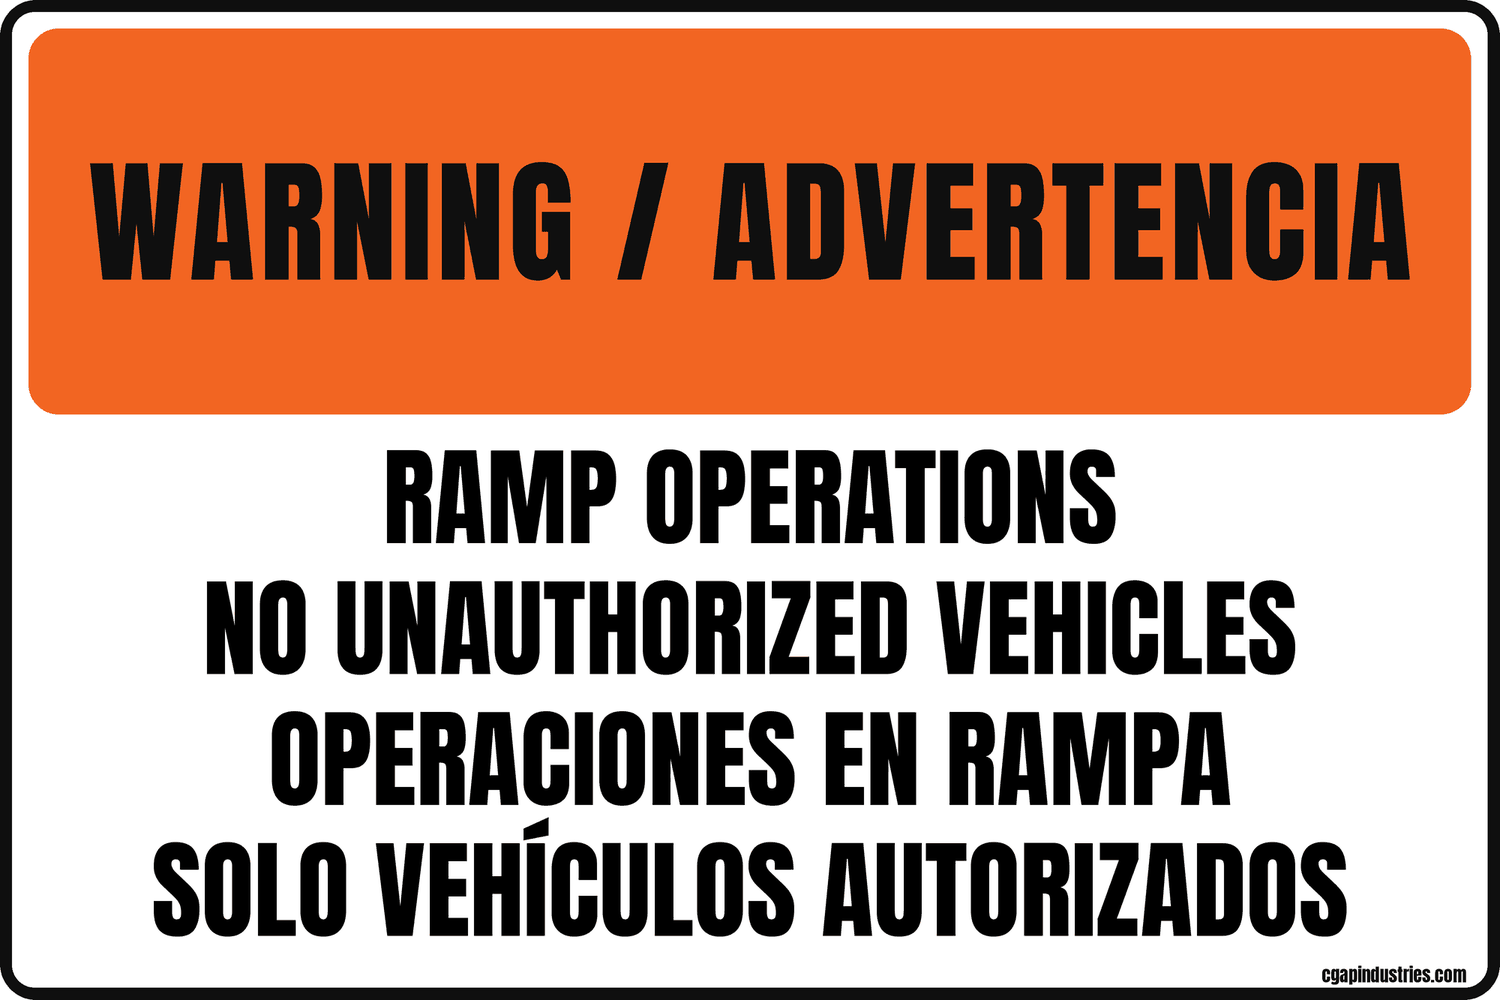 WARNING / ADVERTENCIA
RAMP OPERATIONS
NO UNAUTHORIZED VEHICLES
OPERACIONES EN RAMPA
SOLO VEHÍCULOS AUTORIZADOS
cgapindustries.com